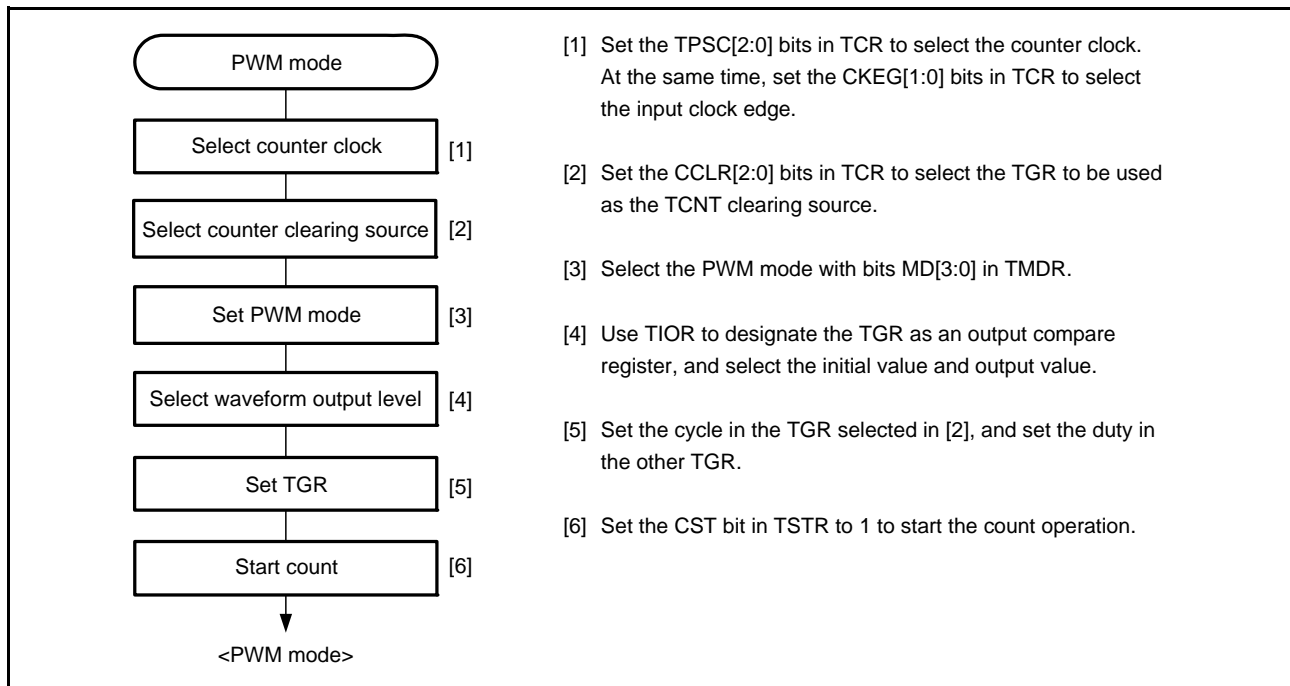 PWM mode
Select counter clock [1]
Select counter clearing source [2]
Set PWM mode [3]
Select waveform output level [4]
Set TGR [5]
Start count [6]
<PWM mode>
[1] Set the TPSC[2:0] bits in TCR to select the counter clock.
At the same time, set the CKEG[1:0] bits in TCR to select
the input clock edge.
[2] Set the CCLR[2:0] bits in TCR to select the TGR to be used
as the TCNT clearing source.
[3] Select the PWM mode with bits MD[3:0] in TMDR.
[4] Use TIOR to designate the TGR as an output compare
register, and select the initial value and output value.
[5] Set the cycle in the TGR selected in [2], and set the duty in
the other TGR.
[6] Set the CST bit in TSTR to 1 to start the count operation.